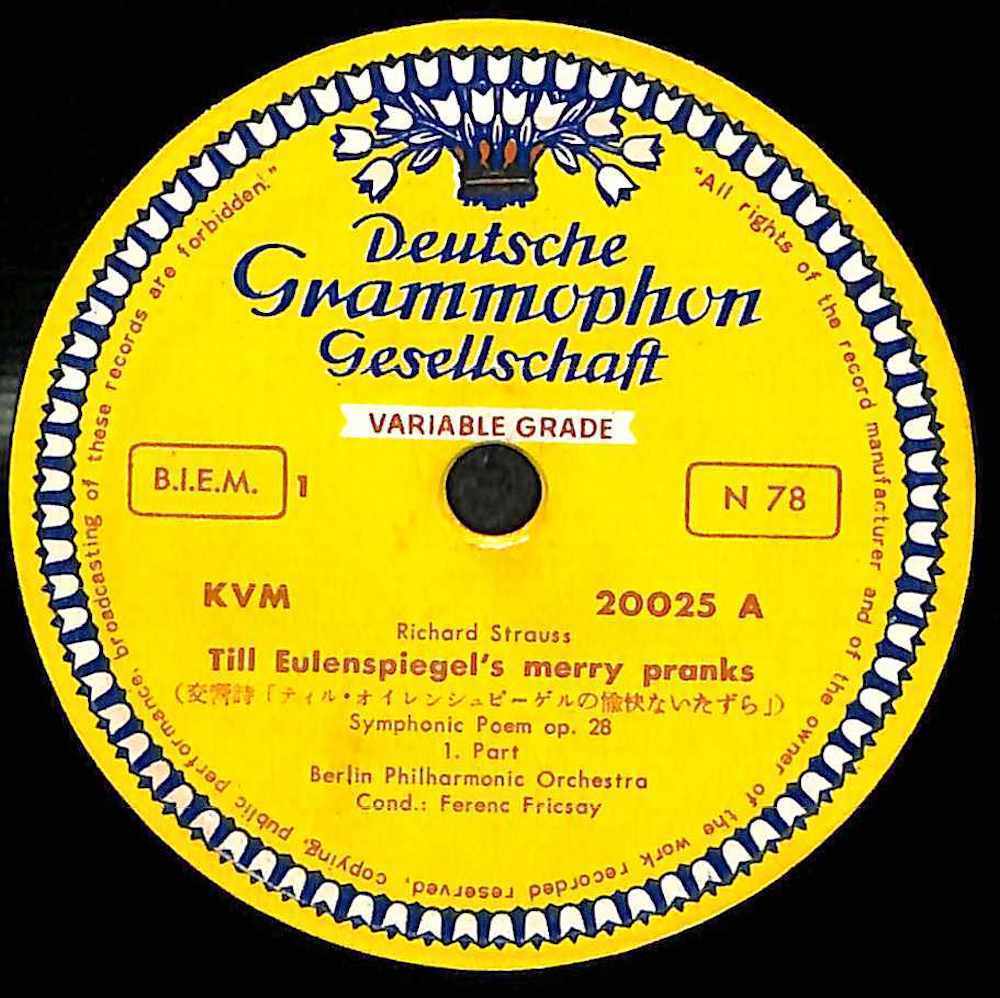 Deutsche
Grammophon
Gesellschaft
VARIABLE GRADE
B.I.E.M. 1
N 78
KVM
20025 A
Richard Strauss
Till Eulenspiegel's merry pranks
(交響詩「ティル・オイレンシュピーゲルの愉快ないたずら」)
Symphonic Poem op. 28
1. Part
Berlin Philharmonic Orchestra
Cond.: Ferenc Fricsay
"All rights of the record manufacturer and of the owner of the work recorded reserved. copying, public performance, broadcasting of these records are forbidden."